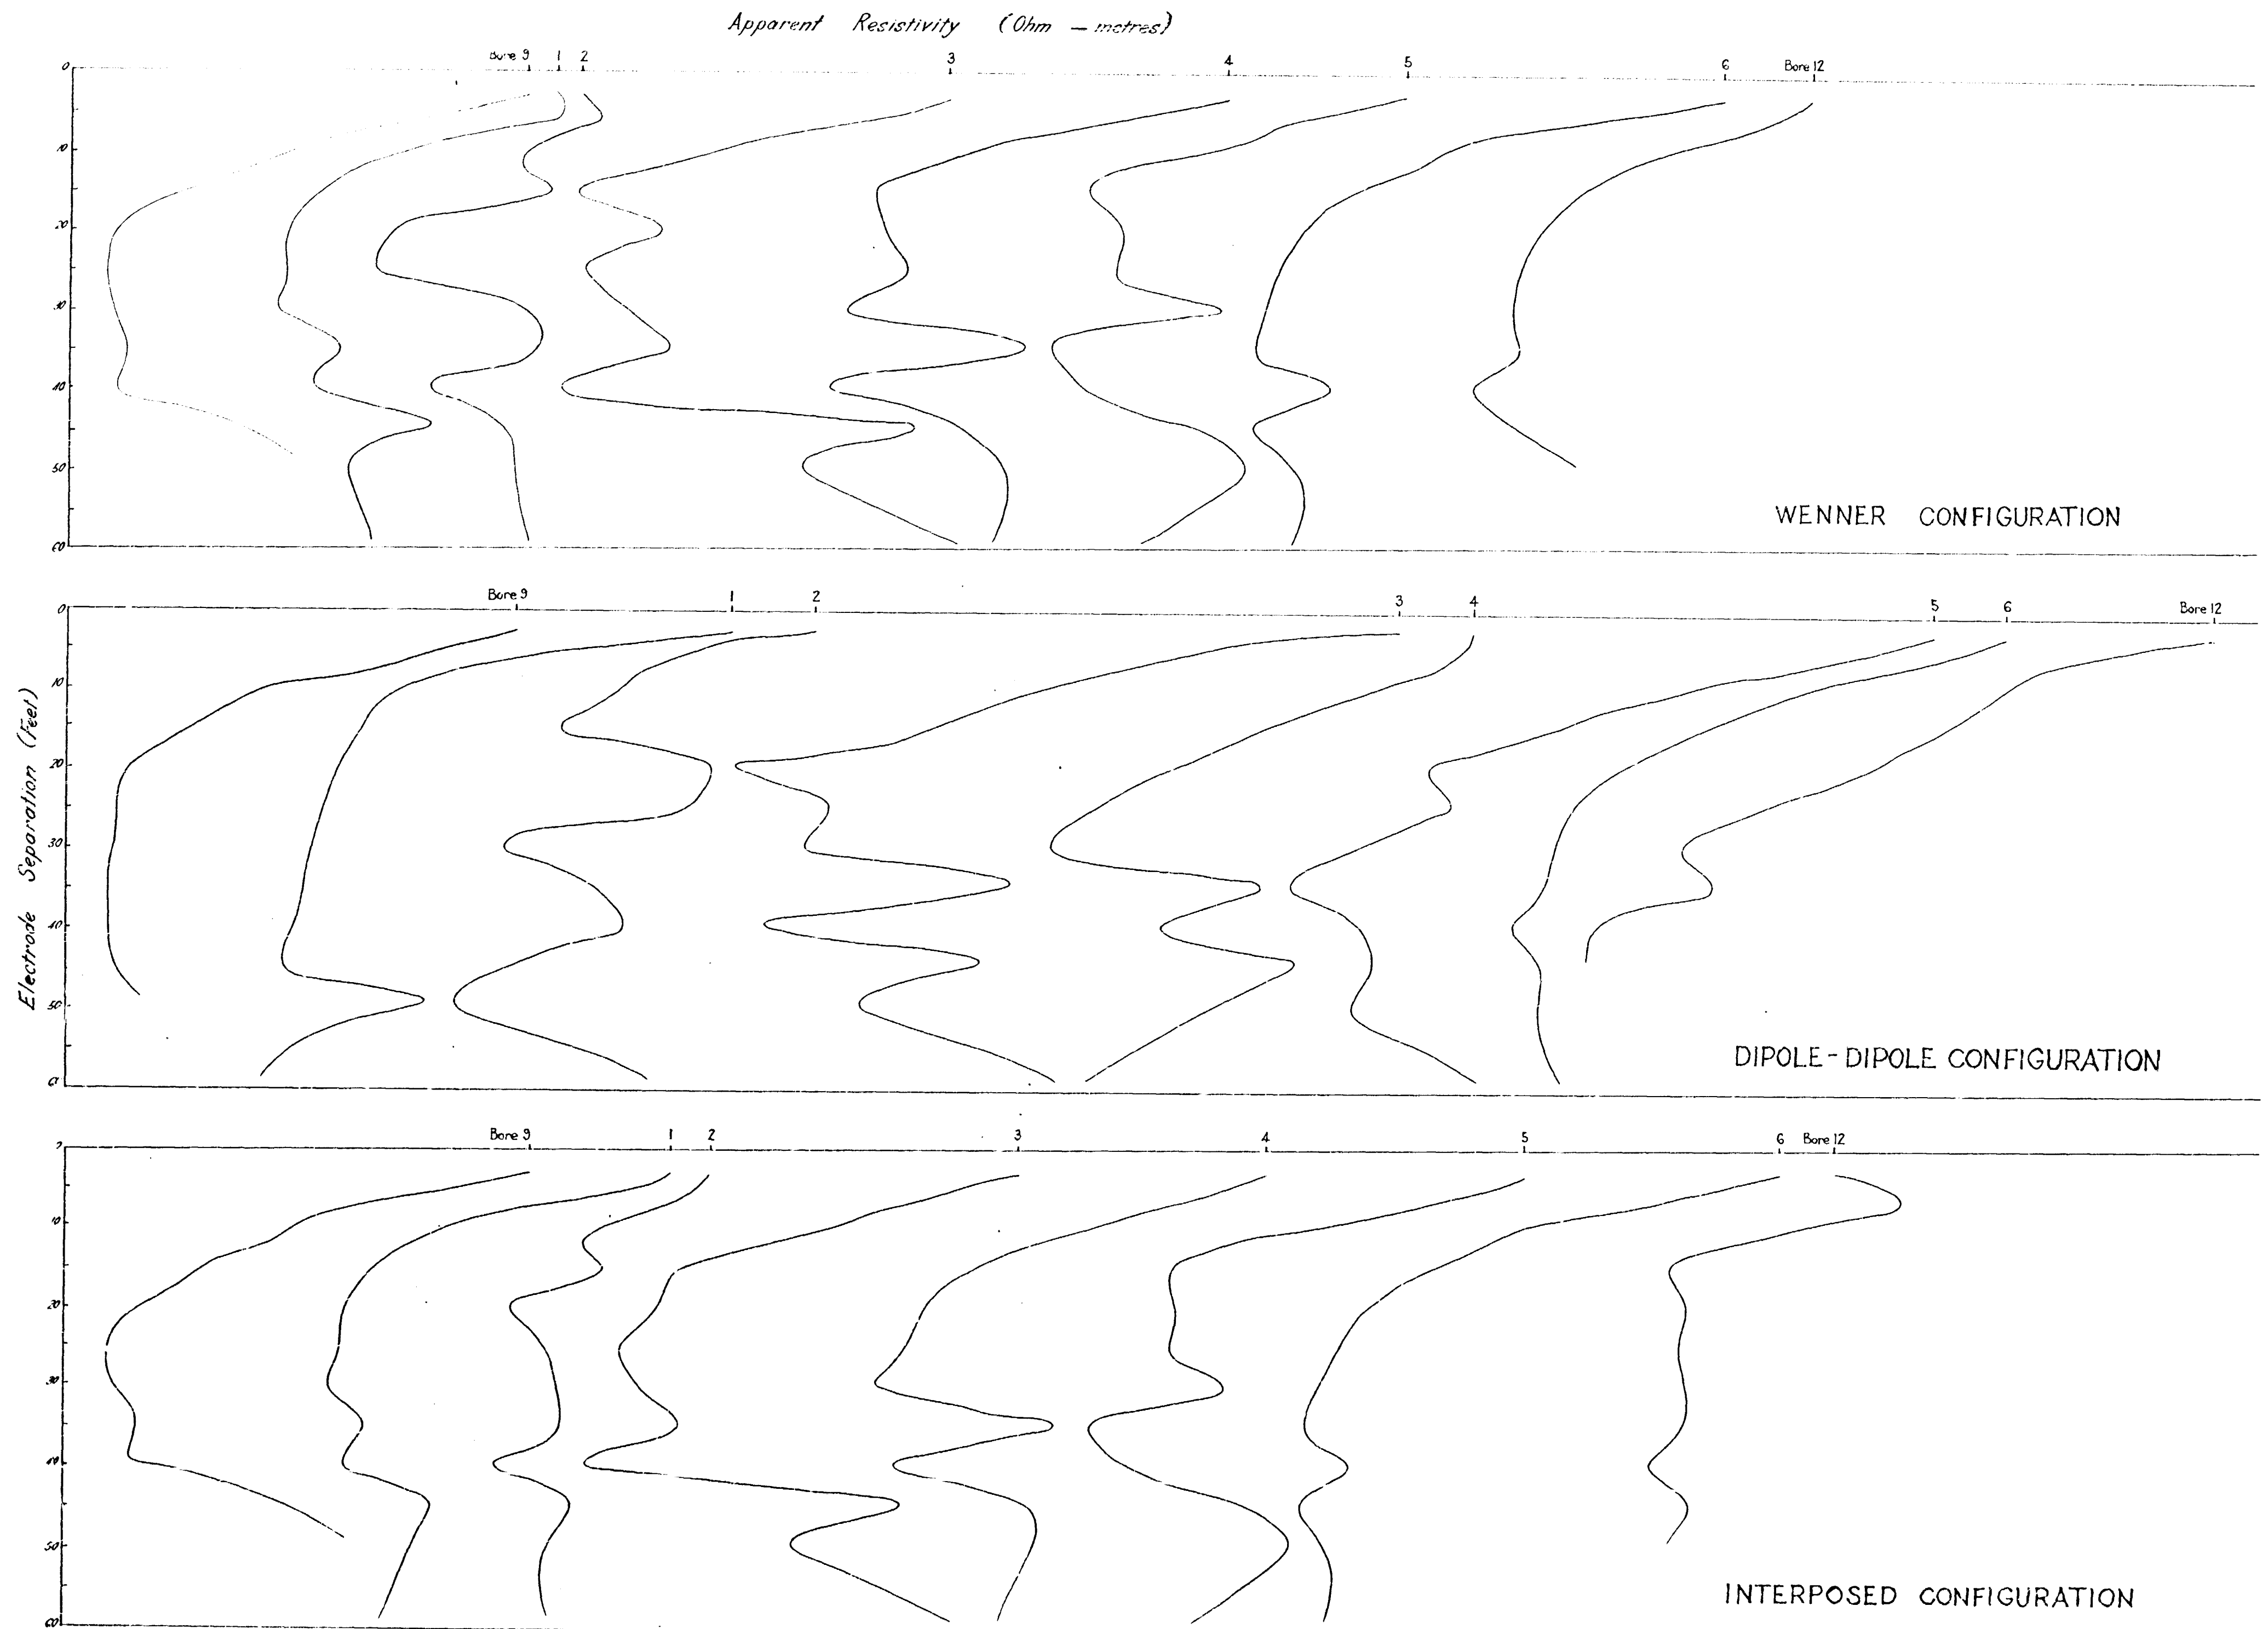 Apparent Resistivity (Ohm — metres)
Bore 9 1 2 3 4 5 6 Bore 12
0
10
20
30
40
50
60
WENNER CONFIGURATION
Electrode Separation (Feet)
Bore 9 1 2 3 4 5 6 Bore 12
0
10
20
30
40
50
DIPOLE-DIPOLE CONFIGURATION
Bore 9 1 2 3 4 5 6 Bore 12
10
20
30
40
50
60
INTERPOSED CONFIGURATION